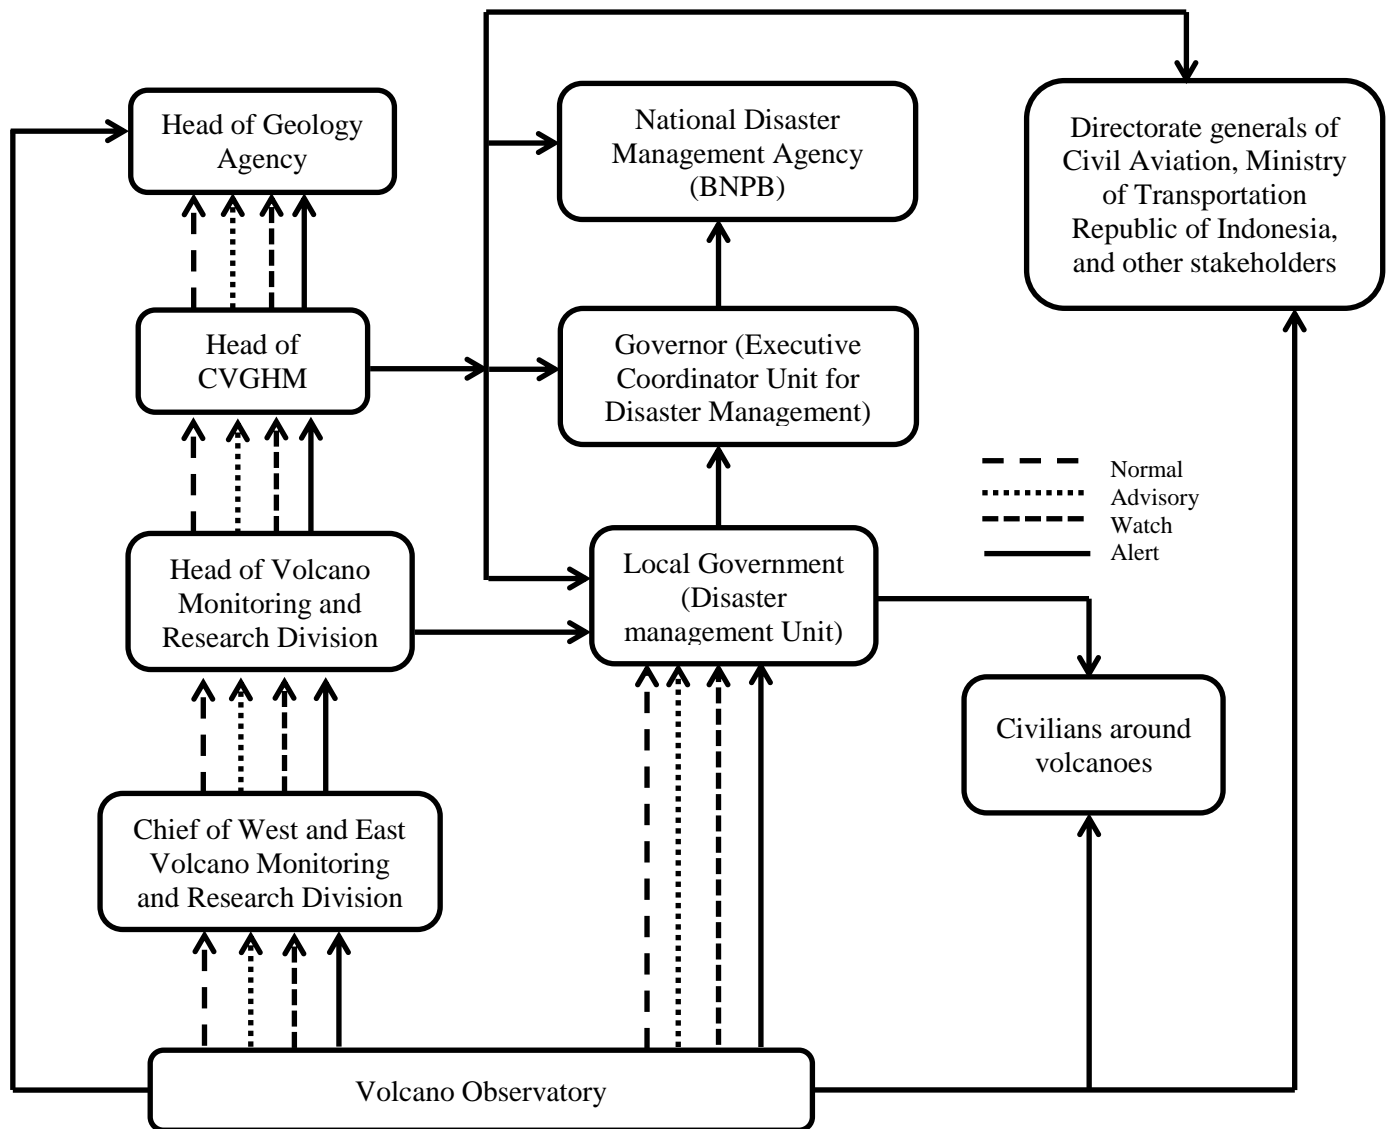 Head of Geology
Agency
National Disaster
Management Agency
(BNPB)
Directorate generals of
Civil Aviation, Ministry
of Transportation
Republic of Indonesia,
and other stakeholders
Head of
CVGHM
Governor (Executive
Coordinator Unit for
Disaster Management)
Normal
Advisory
Watch
Alert
Head of Volcano
Monitoring and
Research Division
Local Government
(Disaster
management Unit)
Civilians around
volcanoes
Chief of West and East
Volcano Monitoring
and Research Division
Volcano Observatory